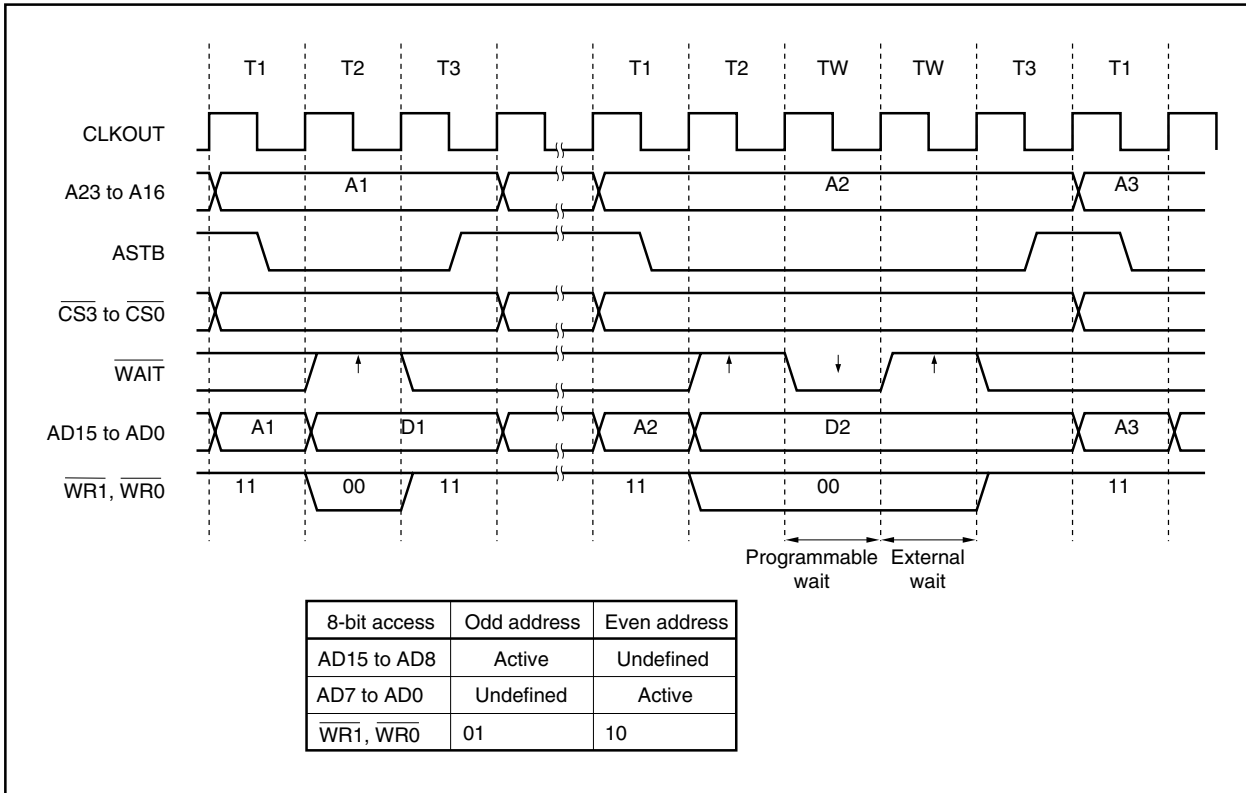 T1 T2 T3 T1 T2 TW TW T3 T1
CLKOUT
A23 to A16 A1 A2 A3
ASTB
CS3 to CS0
WAIT
AD15 to AD0 A1 D1 A2 D2 A3
WR1, WR0 11 00 11 11 00 11
Programmable wait External wait
8-bit access Odd address Even address
AD15 to AD8 Active Undefined
AD7 to AD0 Undefined Active
WR1, WR0 01 10